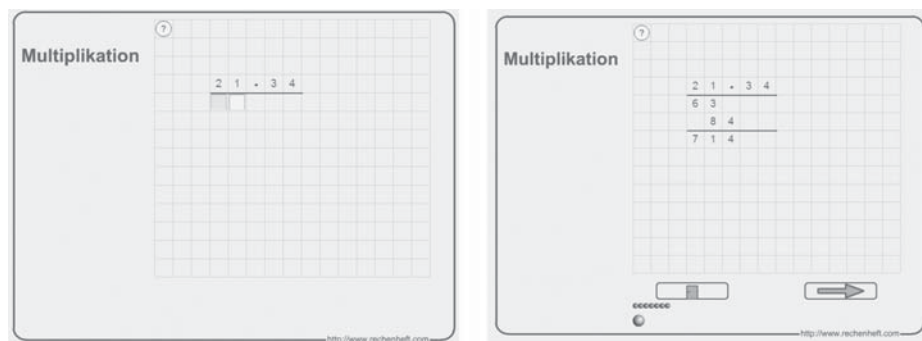 ?
Multiplikation
2 1 . 3 4
http://www.rechenheft.com
?
Multiplikation
2 1 . 3 4
6 3
8 4
7 1 4
http://www.rechenheft.com